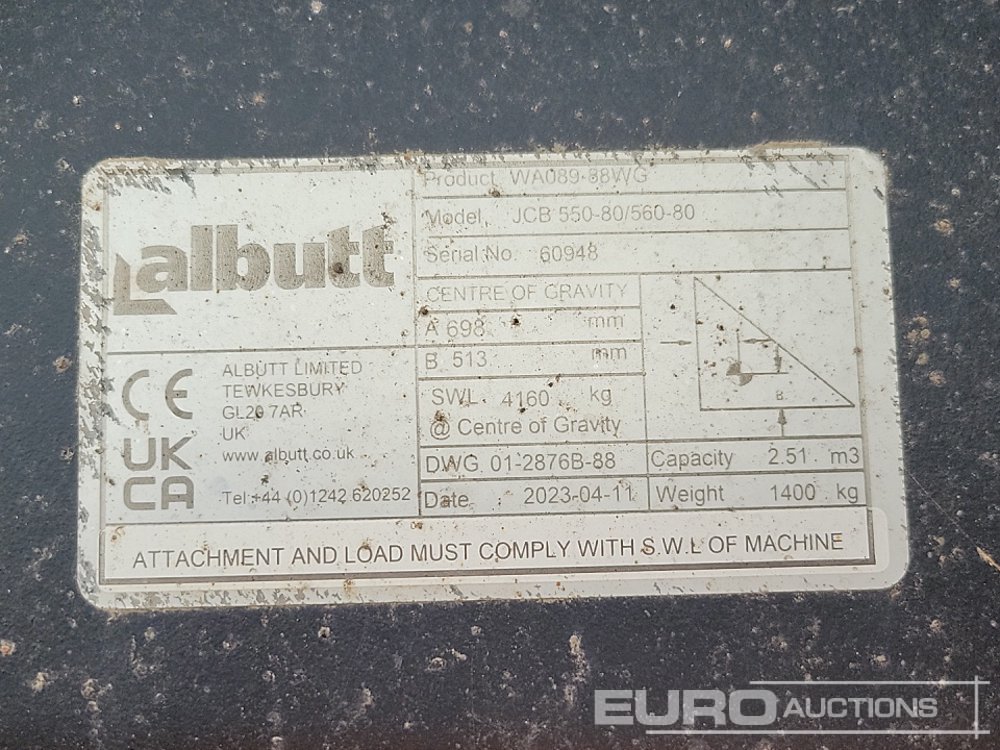 albutt
CE
UK
CA
ALBUTT LIMITED
TEWKESBURY
GL20 7AR
UK
www.albutt.co.uk
Tel:+44 (0)1242 620252
Product WA089-88WG
Model, JCB 550-80/560-80
Serial No. 60948
CENTRE OF GRAVITY
A 698 mm
B 513 mm
SWL 4160 kg
@ Centre of Gravity
B
DWG 01-2876B-88
Capacity 2.51 m3
Date 2023-04-11
Weight 1400 kg
ATTACHMENT AND LOAD MUST COMPLY WITH S.W.L OF MACHINE
EURO AUCTIONS